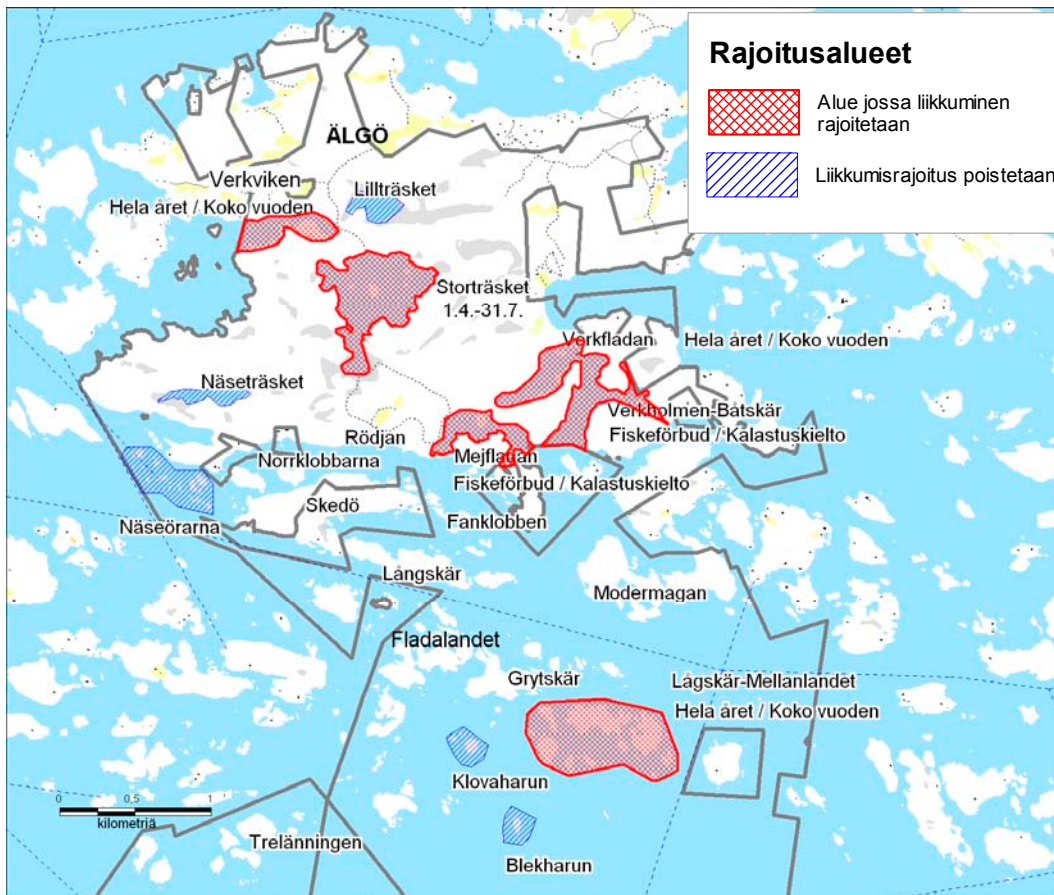 Rajoitusalueet
Alue jossa liikkuminen
rajoitetaan
Liikkumisrajoitus poistetaan
ÄLGÖ
Verkviken
Hela året / Koko vuoden
Lillträsket
Storträsket
1.4.-31.7.
Verkfladan
Hela året / Koko vuoden
Näseträsket
Verkholmen-Båtskär
Fiskeförbud / Kalastuskielto
Rödjan
Mejfladan
Fiskeförbud / Kalastuskielto
Norrklobbarna
Skedö
Näseörarna
Fanklobben
Långskär
Modermagan
Fladalandet
Grytskär
Lågskär-Mellanlandet
Hela året / Koko vuoden
Klovaharun
0 0,5 1
kilometriä
Trelänningen
Blekharun